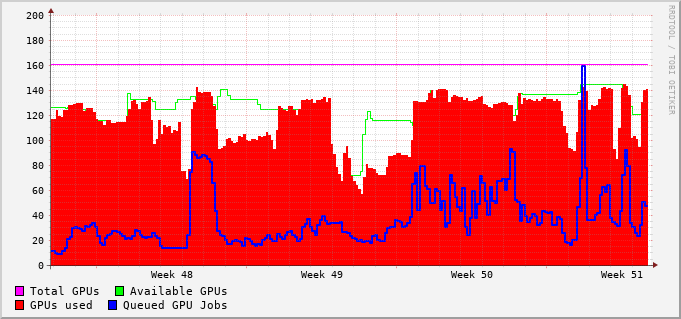 200
180
160
140
120
100
80
60
40
20
0
Week 48 Week 49 Week 50 Week 51
Total GPUs Available GPUs
GPUs used Queued GPU Jobs
RRDTOOL / TOBI OETIKER